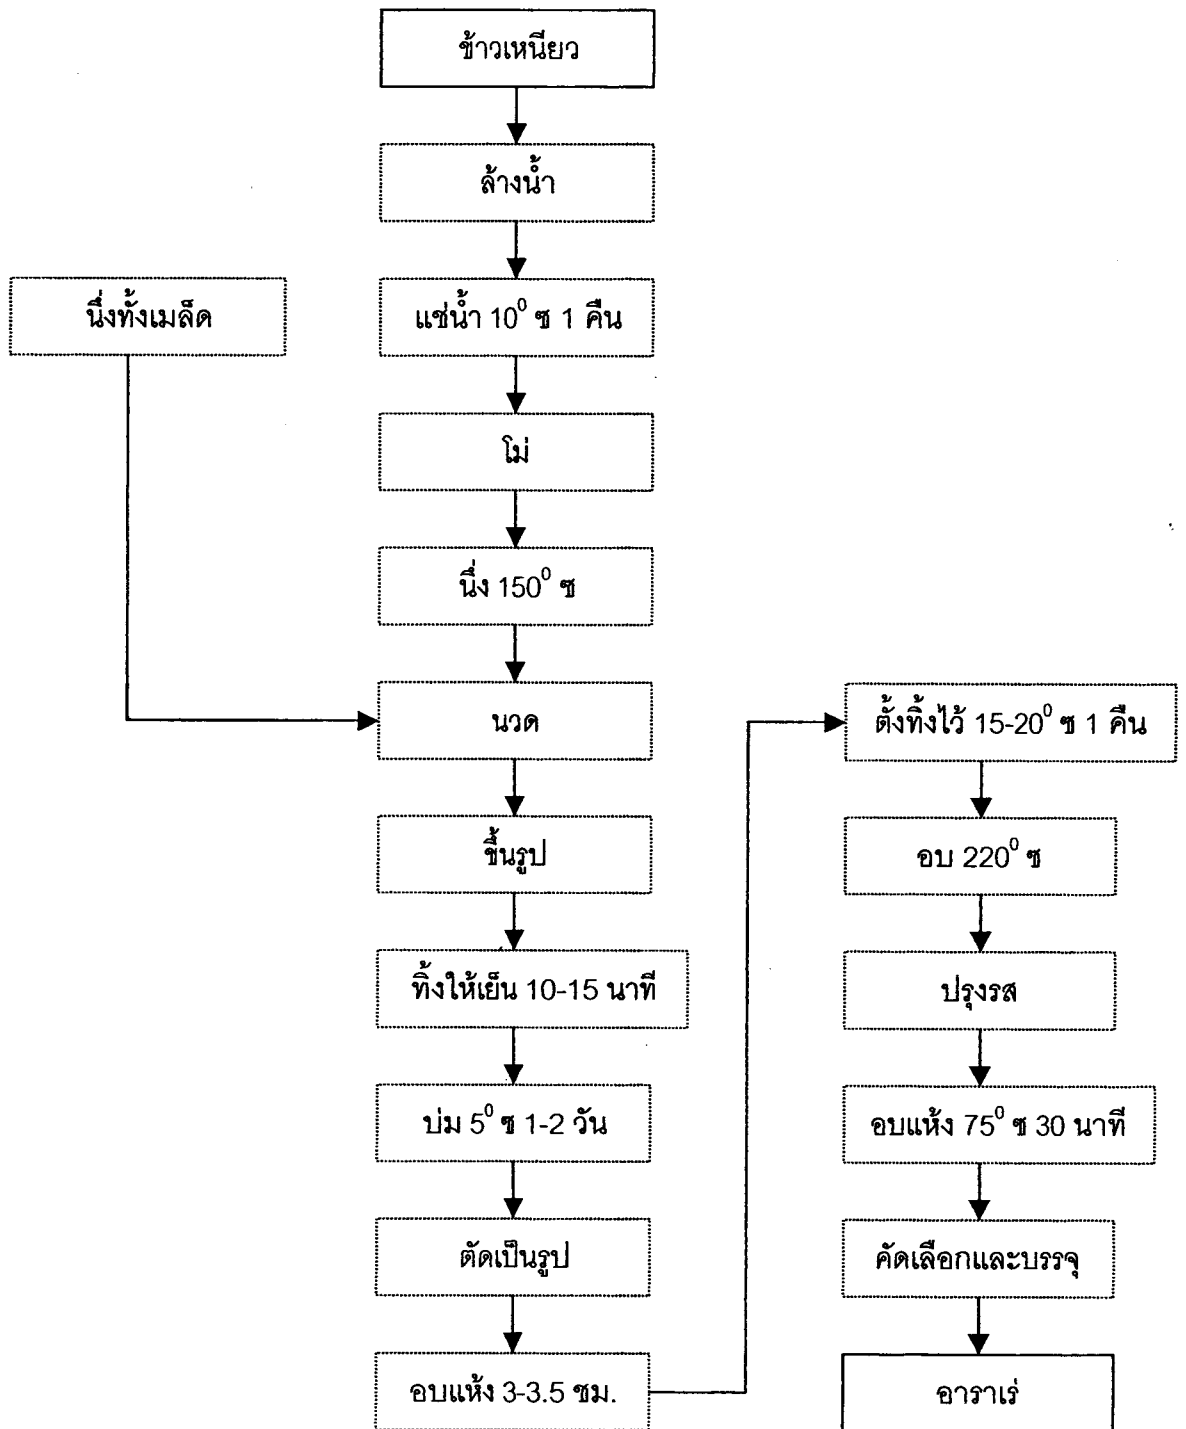 ข้าวเหนียว
ล้างน้ำ
นึ่งทั้งเมล็ด
แช่น้ำ 10⁰ ซ 1 คืน
โม่
นึ่ง 150⁰ ซ
นวด
ขึ้นรูป
ทิ้งให้เย็น 10-15 นาที
บ่ม 5⁰ ซ 1-2 วัน
ตัดเป็นรูป
อบแห้ง 3-3.5 ชม.
ตั้งทิ้งไว้ 15-20⁰ ซ 1 คืน
อบ 220⁰ ซ
ปรุงรส
อบแห้ง 75⁰ ซ 30 นาที
คัดเลือกและบรรจุ
อาราเร่